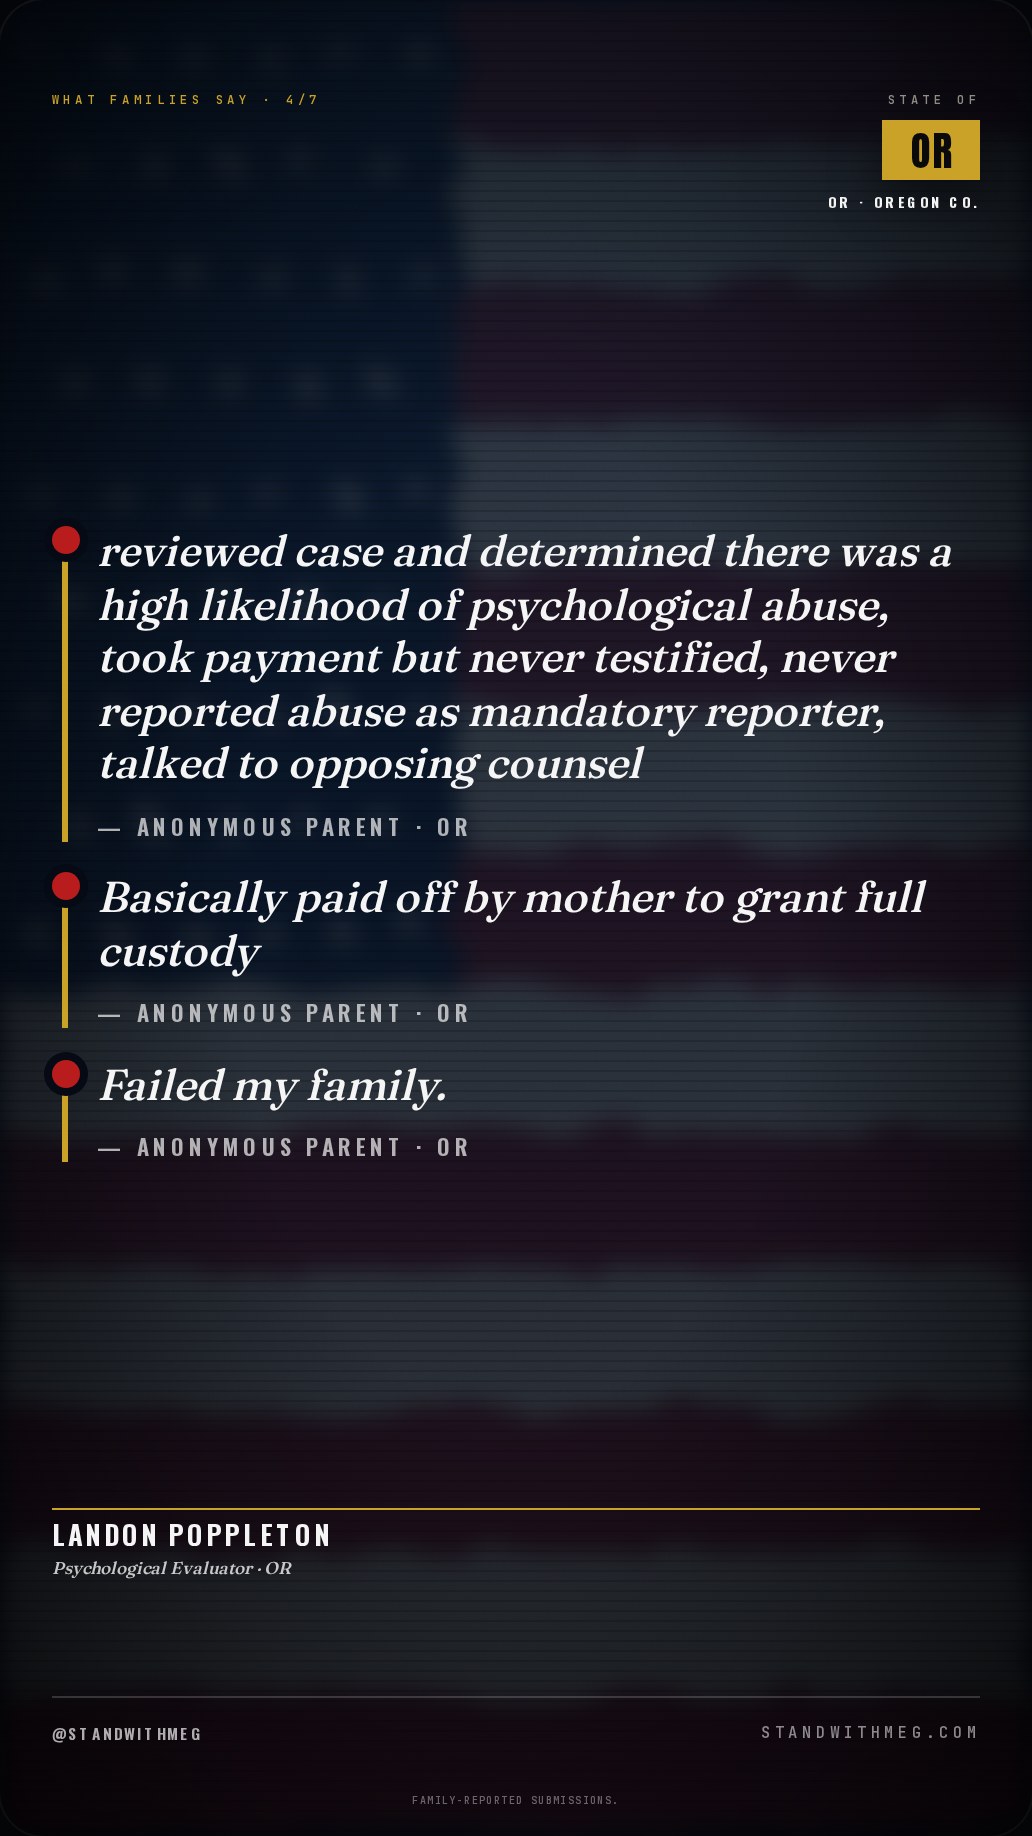 WHAT FAMILIES SAY · 4/7
STATE OF
OR
OR · OREGON CO.
reviewed case and determined there was a
high likelihood of psychological abuse,
took payment but never testified, never
reported abuse as mandatory reporter,
talked to opposing counsel
— ANONYMOUS PARENT · OR
Basically paid off by mother to grant full
custody
— ANONYMOUS PARENT · OR
Failed my family.
— ANONYMOUS PARENT · OR
LANDON POPPLETON
Psychological Evaluator · OR
@STANDWITHMEG
STANDWITHMEG.COM
FAMILY-REPORTED SUBMISSIONS.